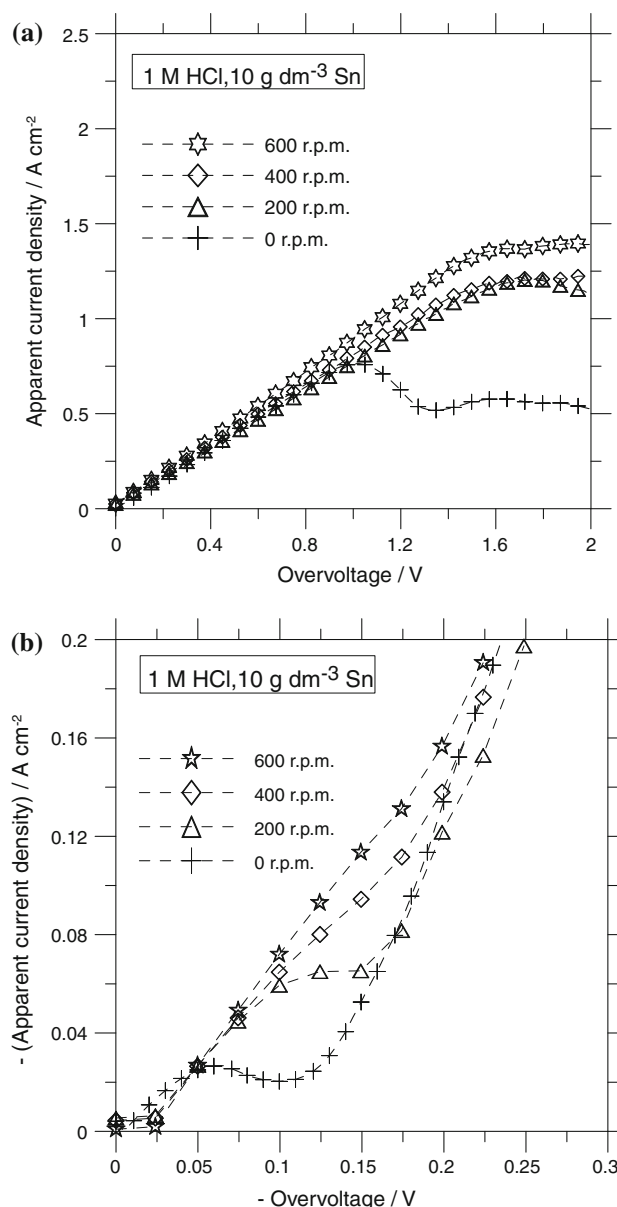 (a)
2.5
2
1.5
1
0.5
0
Apparent current density / A cm⁻²
1 M HCl,10 g dm⁻³ Sn
600 r.p.m.
400 r.p.m.
200 r.p.m.
0 r.p.m.
0 0.4 0.8 1.2 1.6 2
Overvoltage / V
(b)
0.2
0.16
0.12
0.08
0.04
0
- (Apparent current density) / A cm⁻²
1 M HCl,10 g dm⁻³ Sn
600 r.p.m.
400 r.p.m.
200 r.p.m.
0 r.p.m.
0 0.05 0.1 0.15 0.2 0.25 0.3
- Overvoltage / V